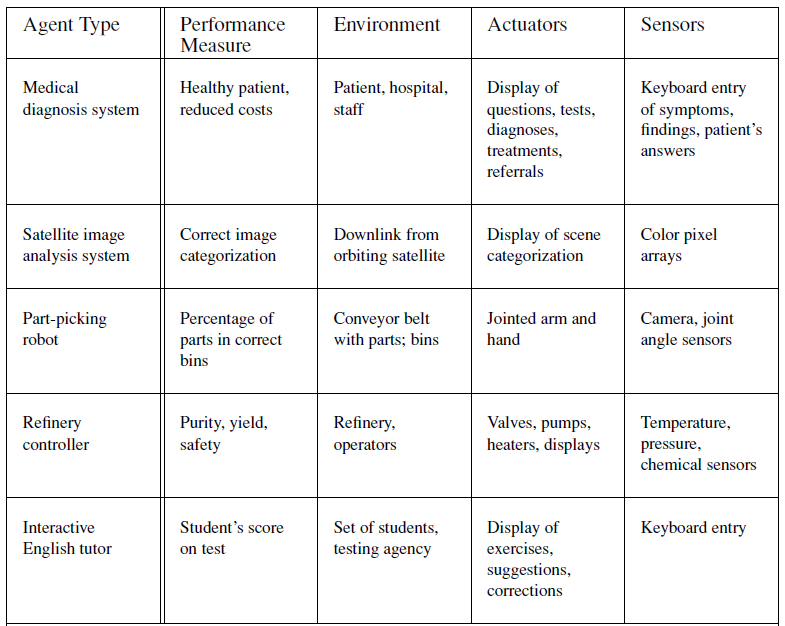 Agent Type
Performance
Measure
Environment
Actuators
Sensors
Medical
diagnosis system
Healthy patient,
reduced costs
Patient, hospital,
staff
Display of
questions, tests,
diagnoses,
treatments,
referrals
Keyboard entry
of symptoms,
findings, patient's
answers
Satellite image
analysis system
Correct image
categorization
Downlink from
orbiting satellite
Display of scene
categorization
Color pixel
arrays
Part-picking
robot
Percentage of
parts in correct
bins
Conveyor belt
with parts; bins
Jointed arm and
hand
Camera, joint
angle sensors
Refinery
controller
Purity, yield,
safety
Refinery,
operators
Valves, pumps,
heaters, displays
Temperature,
pressure,
chemical sensors
Interactive
English tutor
Student's score
on test
Set of students,
testing agency
Display of
exercises,
suggestions,
corrections
Keyboard entry